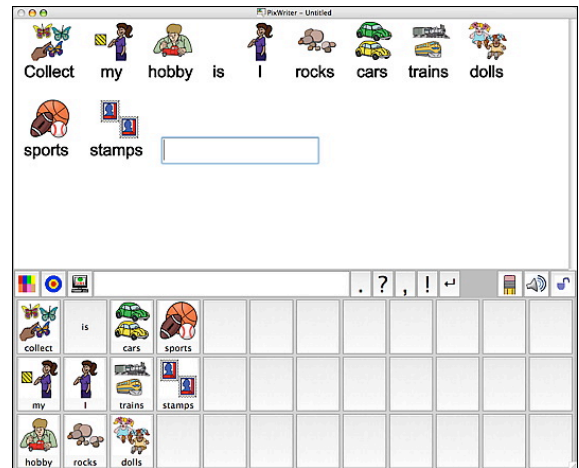 PixWriter – Untitled
Collect my hobby is I rocks cars trains dolls
sports stamps
. ? , ! ↵
collect is cars sports
my I trains stamps
hobby rocks dolls